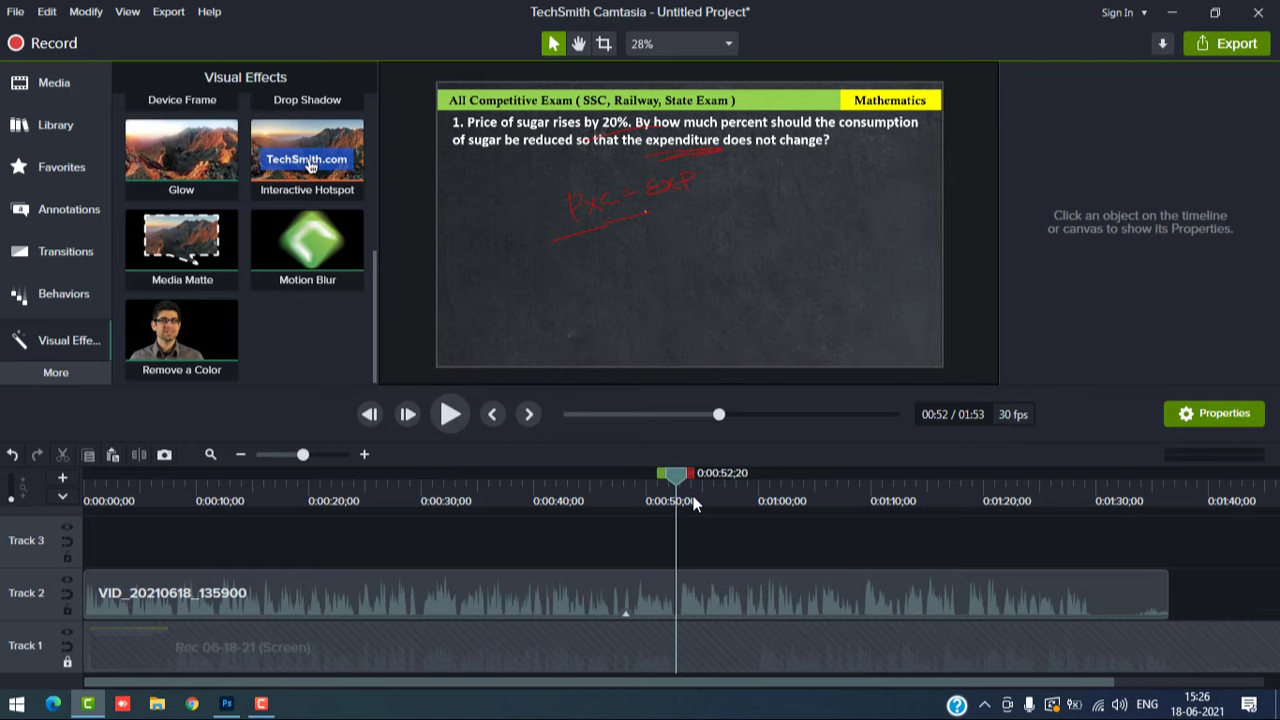 File Edit Modify View Export Help
TechSmith Camtasia - Untitled Project*
Sign In
Record
28%
Export
Media
Library
Favorites
Annotations
Transitions
Behaviors
Visual Effe...
More
Visual Effects
Device Frame
Drop Shadow
TechSmith.com
Glow
Interactive Hotspot
Media Matte
Motion Blur
Remove a Color
All Competitive Exam ( SSC, Railway, State Exam )
Mathematics
1. Price of sugar rises by 20%. By how much percent should the consumption
of sugar be reduced so that the expenditure does not change?
P×C = EXP
Click an object on the timeline
or canvas to show its Properties.
00:52 / 01:53
30 fps
Properties
0:00:52;20
0:00:00;00 0:00:10;00 0:00:20;00 0:00:30;00 0:00:40;00 0:00:50;00 0:01:00;00 0:01:10;00 0:01:20;00 0:01:30;00 0:01:40;00
Track 3
Track 2
VID_20210618_135900
Track 1
Rec 06-18-21 (Screen)
Ps
ENG
15:26
18-06-2021